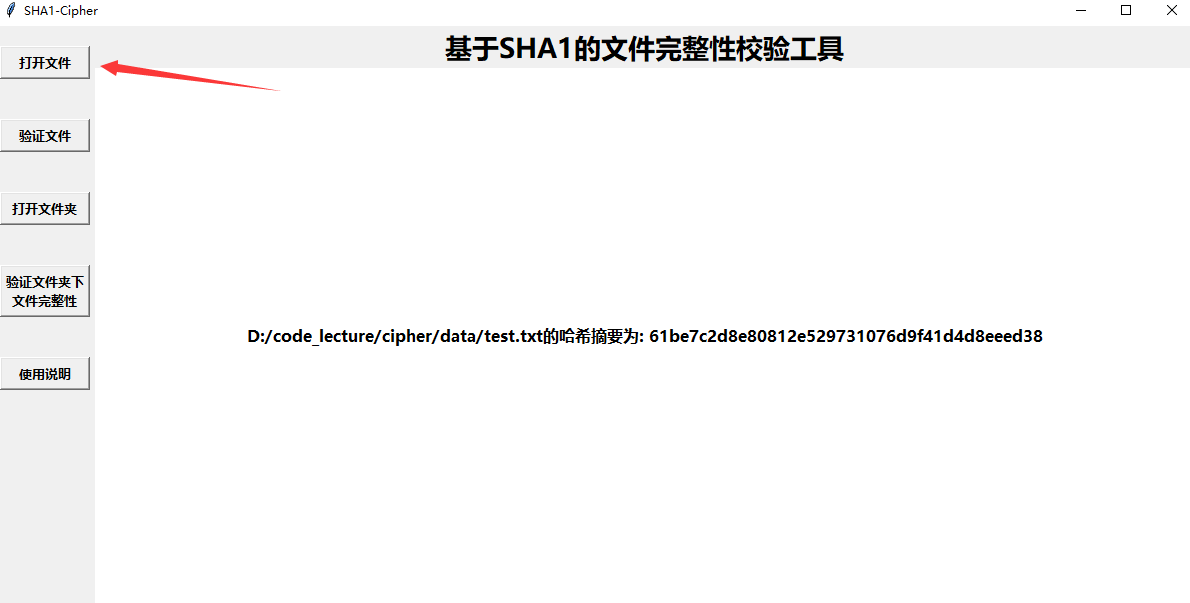 SHA1-Cipher
基于SHA1的文件完整性校验工具
打开文件
验证文件
打开文件夹
验证文件夹下
文件完整性
使用说明
D:/code_lecture/cipher/data/test.txt的哈希摘要为: 61be7c2d8e80812e529731076d9f41d4d8eeed38